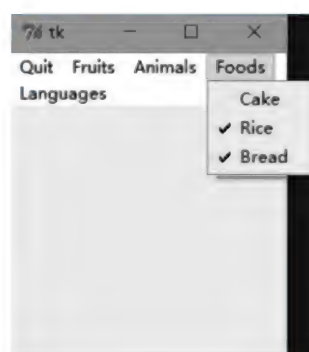 tk
Quit Fruits Animals Foods
Languages
Cake
✓ Rice
✓ Bread